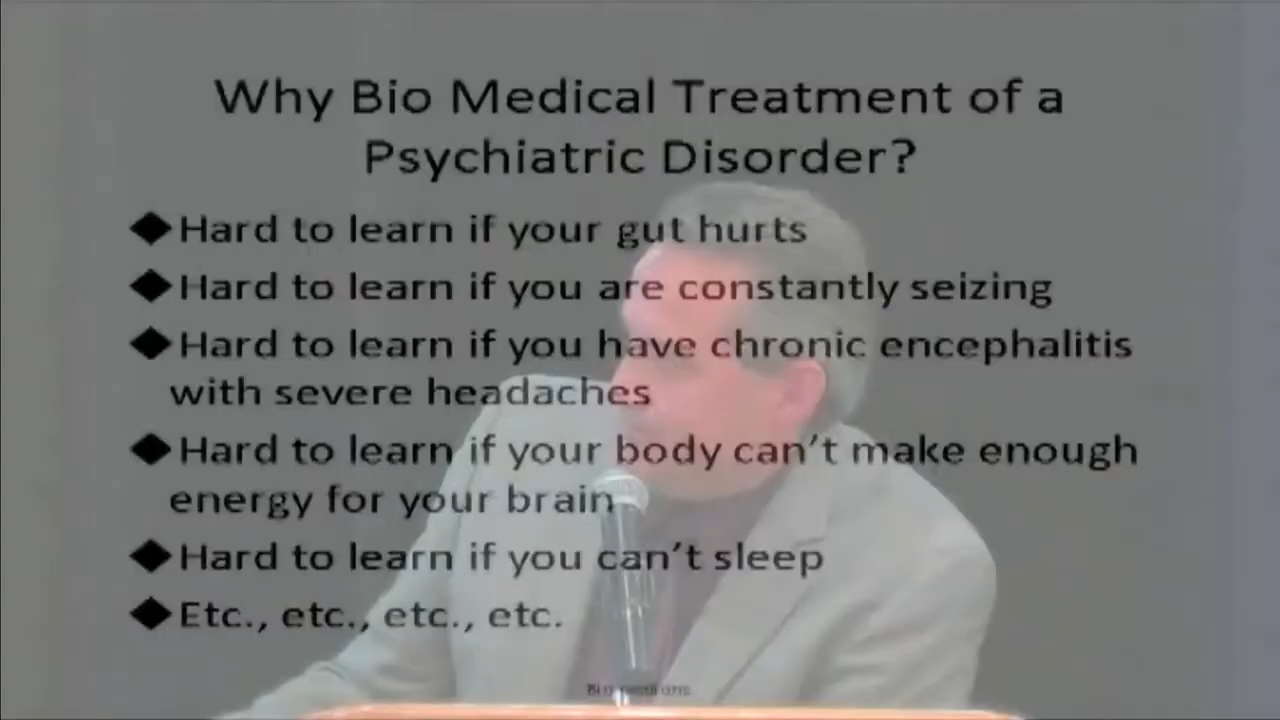 Why Bio Medical Treatment of a
Psychiatric Disorder?
◆Hard to learn if your gut hurts
◆Hard to learn if you are constantly seizing
◆Hard to learn if you have chronic encephalitis
with severe headaches
◆Hard to learn if your body can't make enough
energy for your brain
◆Hard to learn if you can't sleep
◆Etc., etc., etc., etc.